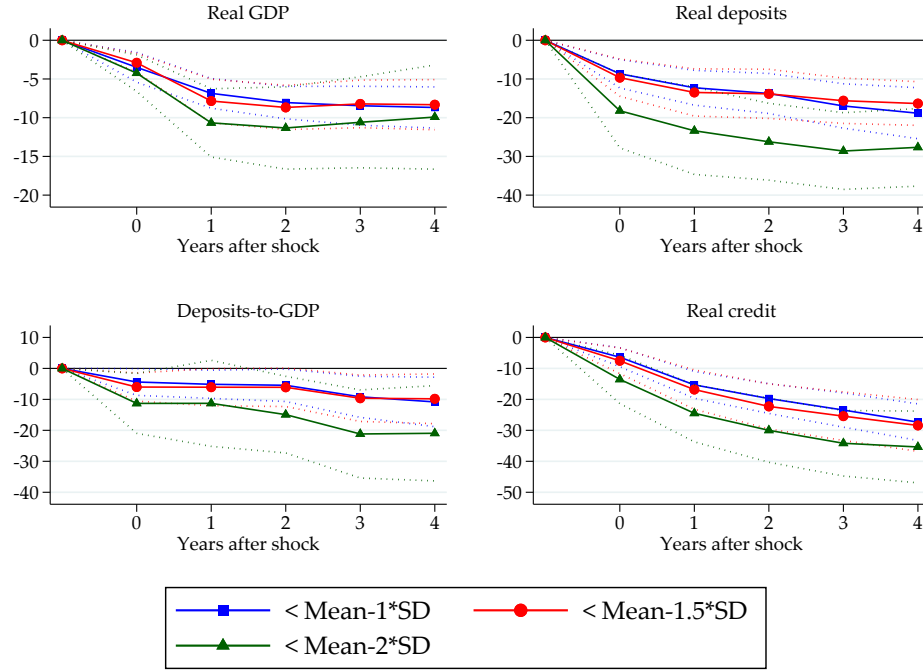 Real GDP
0
-5
-10
-15
-20
0 1 2 3 4
Years after shock
Real deposits
0
-10
-20
-30
-40
0 1 2 3 4
Years after shock
Deposits-to-GDP
10
0
-10
-20
-30
-40
0 1 2 3 4
Years after shock
Real credit
0
-10
-20
-30
-40
-50
0 1 2 3 4
Years after shock
< Mean-1*SD < Mean-1.5*SD
< Mean-2*SD